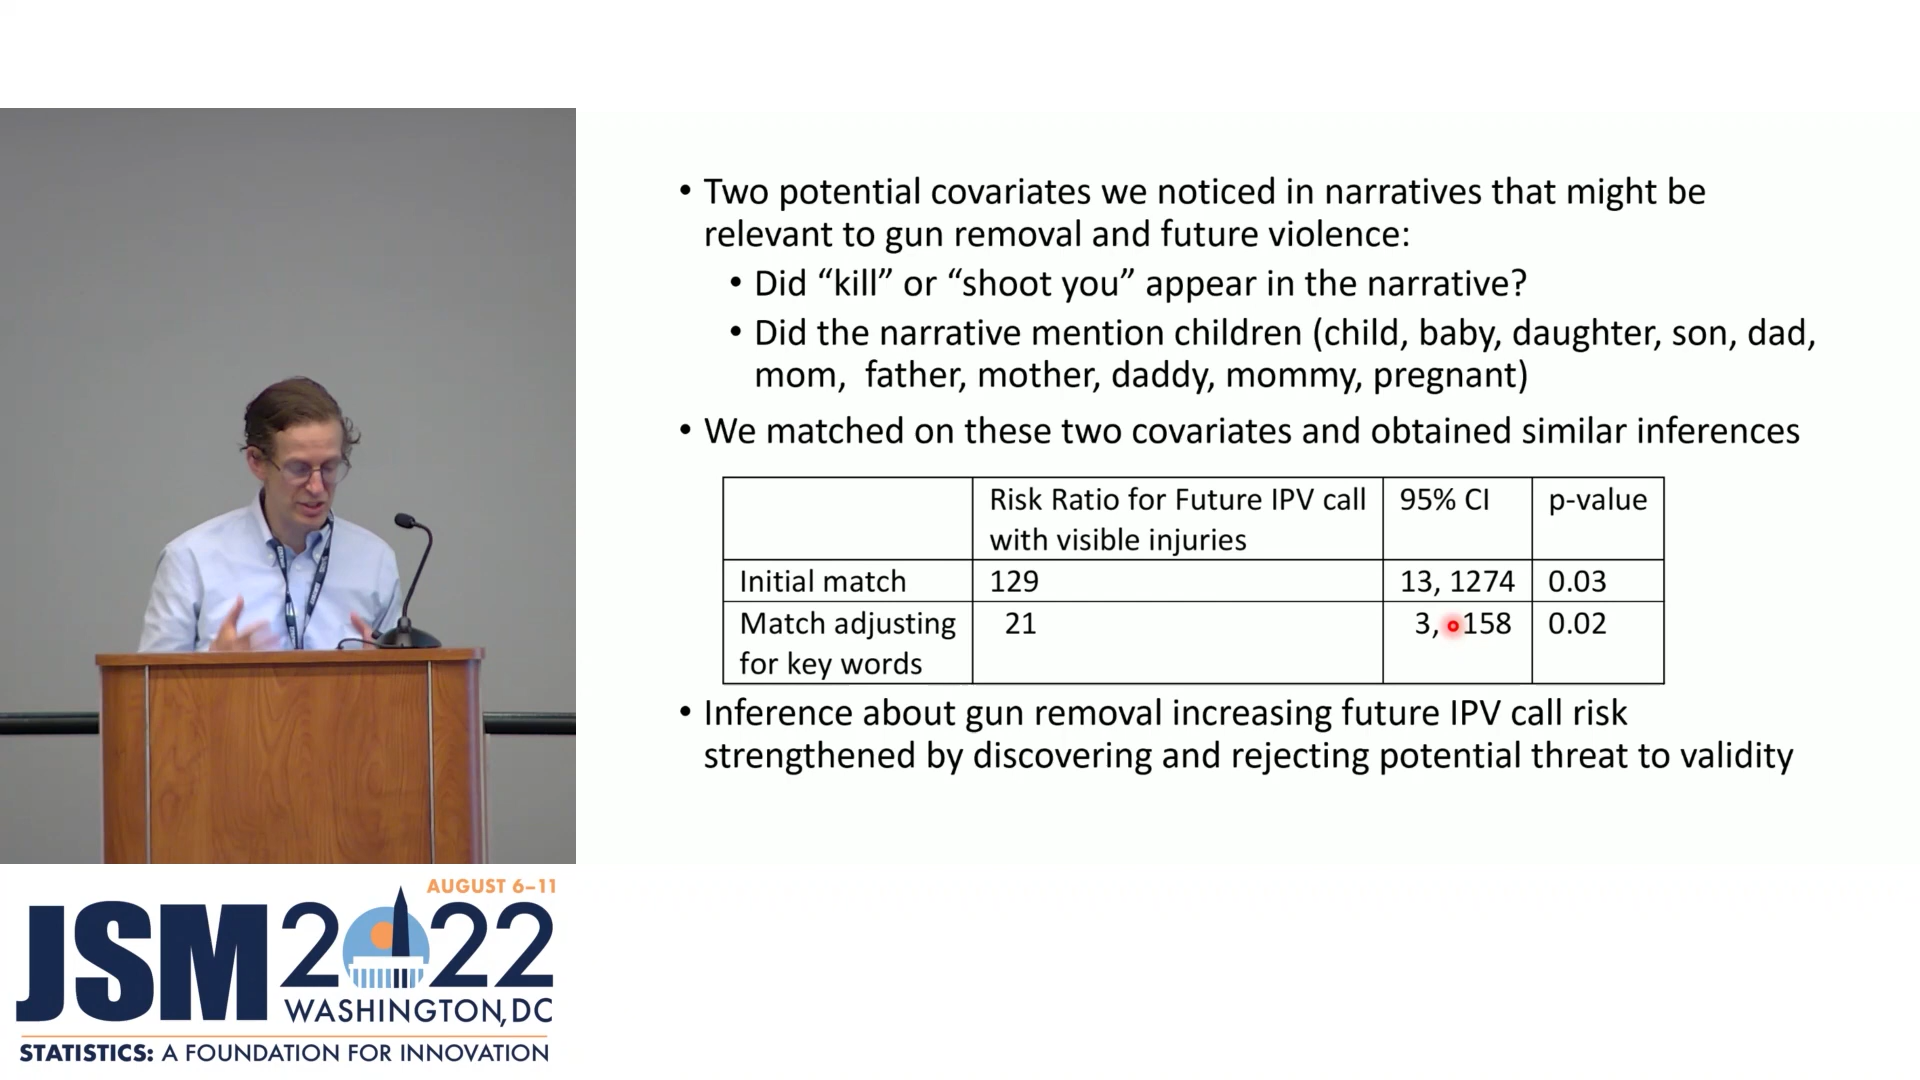 • Two potential covariates we noticed in narratives that might be
relevant to gun removal and future violence:
• Did “kill” or “shoot you” appear in the narrative?
• Did the narrative mention children (child, baby, daughter, son, dad,
mom, father, mother, daddy, mommy, pregnant)
• We matched on these two covariates and obtained similar inferences
Risk Ratio for Future IPV call
with visible injuries
95% CI
p-value
Initial match
129
13, 1274
0.03
Match adjusting
for key words
21
3, 158
0.02
• Inference about gun removal increasing future IPV call risk
strengthened by discovering and rejecting potential threat to validity
AUGUST 6–11
JSM 2022
WASHINGTON, DC
STATISTICS: A FOUNDATION FOR INNOVATION